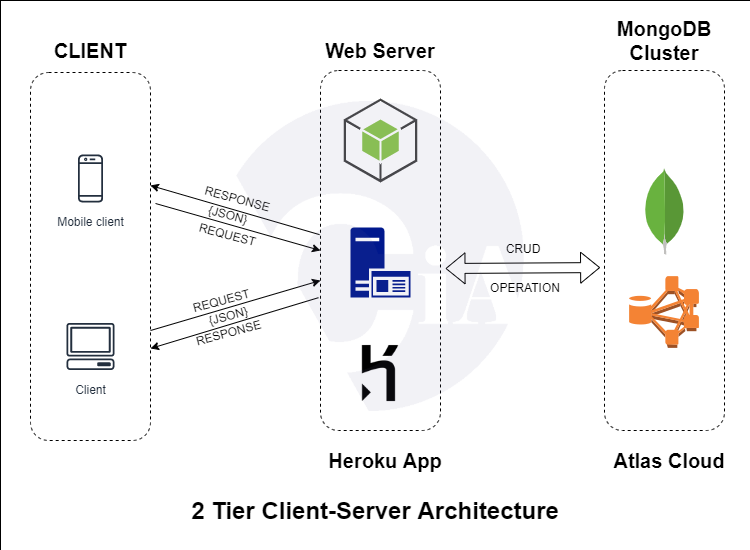 CLIENT
Web Server
MongoDB
Cluster
Mobile client
RESPONSE
{JSON}
REQUEST
REQUEST
{JSON}
RESPONSE
Client
CRUD
OPERATION
CiA
Heroku App
Atlas Cloud
2 Tier Client-Server Architecture